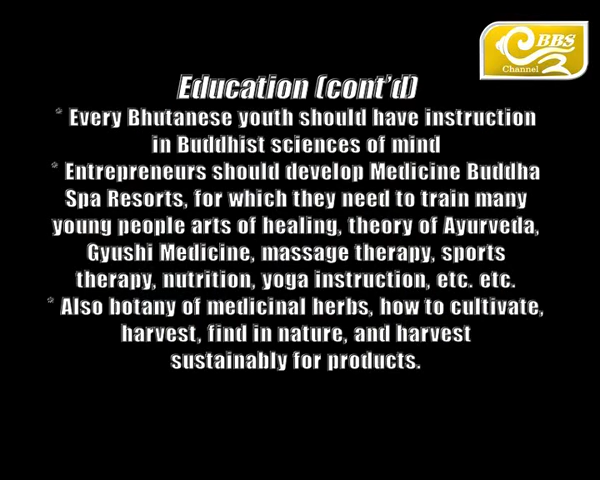 BBS
Channel 2
Education (cont'd)
* Every Bhutanese youth should have instruction
in Buddhist sciences of mind
* Entrepreneurs should develop Medicine Buddha
Spa Resorts, for which they need to train many
young people arts of healing, theory of Ayurveda,
Gyushi Medicine, massage therapy, sports
therapy, nutrition, yoga instruction, etc. etc.
* Also botany of medicinal herbs, how to cultivate,
harvest, find in nature, and harvest
sustainably for products.